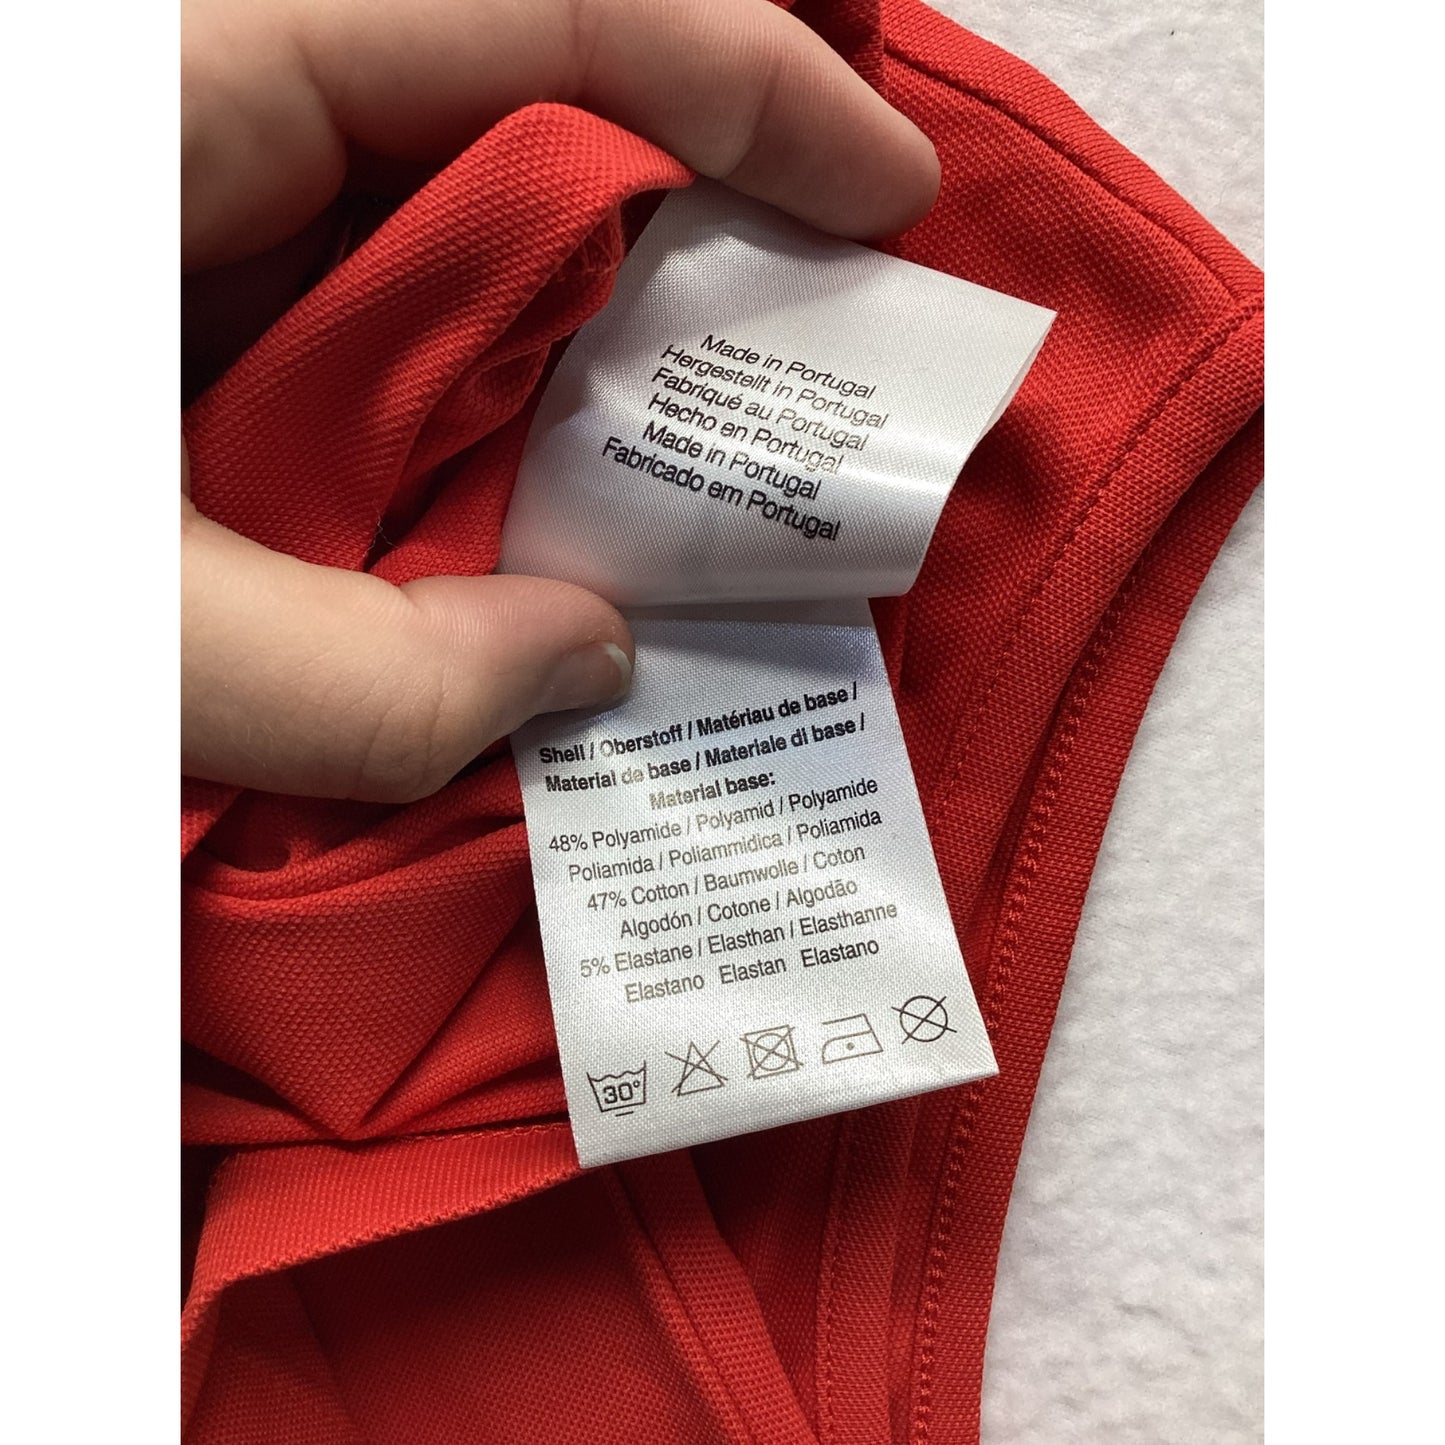 Made in Portugal
Hergestellt in Portugal
Fabriqué au Portugal
Hecho en Portugal
Made in Portugal
Fabricado em Portugal
Shell / Oberstoff / Matériau de base /
Material de base / Materiale di base /
Material base:
48% Polyamide / Polyamid / Polyamide
Poliamida / Poliammidica / Poliamida
47% Cotton / Baumwolle / Coton
Algodón / Cotone / Algodão
5% Elastane / Elasthan / Elasthanne
Elastano Elastan Elastano
30°